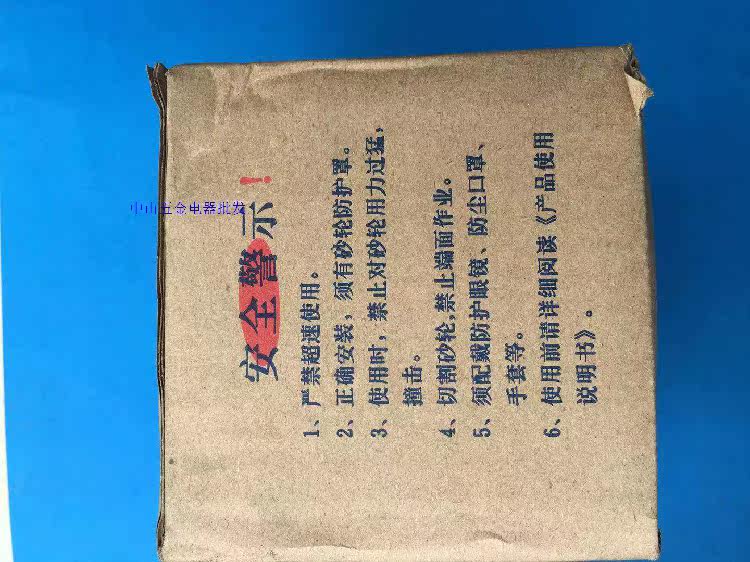 安全警示!
1、严禁超速使用。
2、正确安装，须有砂轮防护罩。
3、使用时，禁止对砂轮用力过猛，
撞击。
4、切割砂轮,禁止端面作业。
5、须配戴防护眼镜、防尘口罩、
手套等。
6、使用前请详细阅读《产品使用
说明书》。
中山五金电器批发